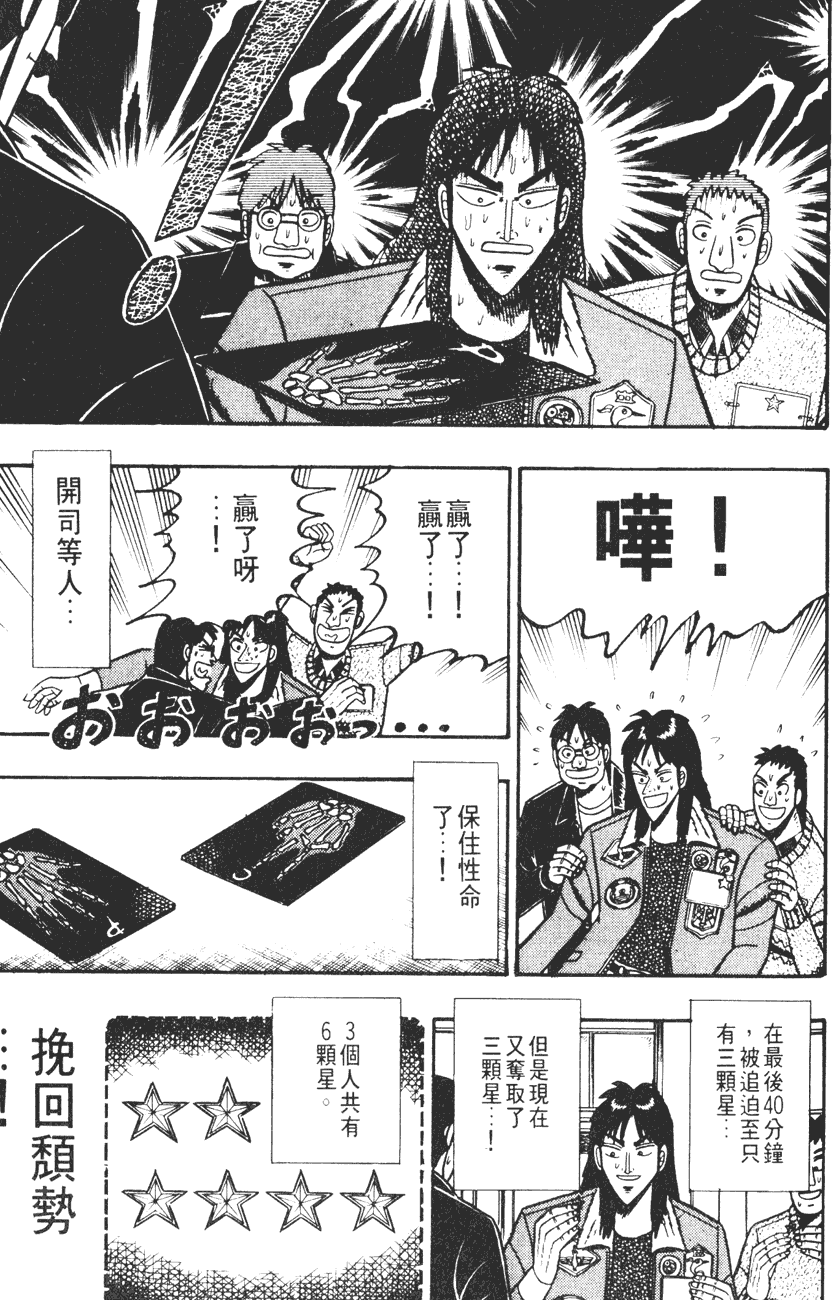 嘩！
贏了…！
贏了…！
贏了呀
…！
開司等人…
おおおおっ…
保住性命
了…！
在最後40分鐘
，被追迫至只
有三顆星…
但是現在
又奪取了
三顆星…！
3個人共有
6顆星。
挽回頹勢
…！